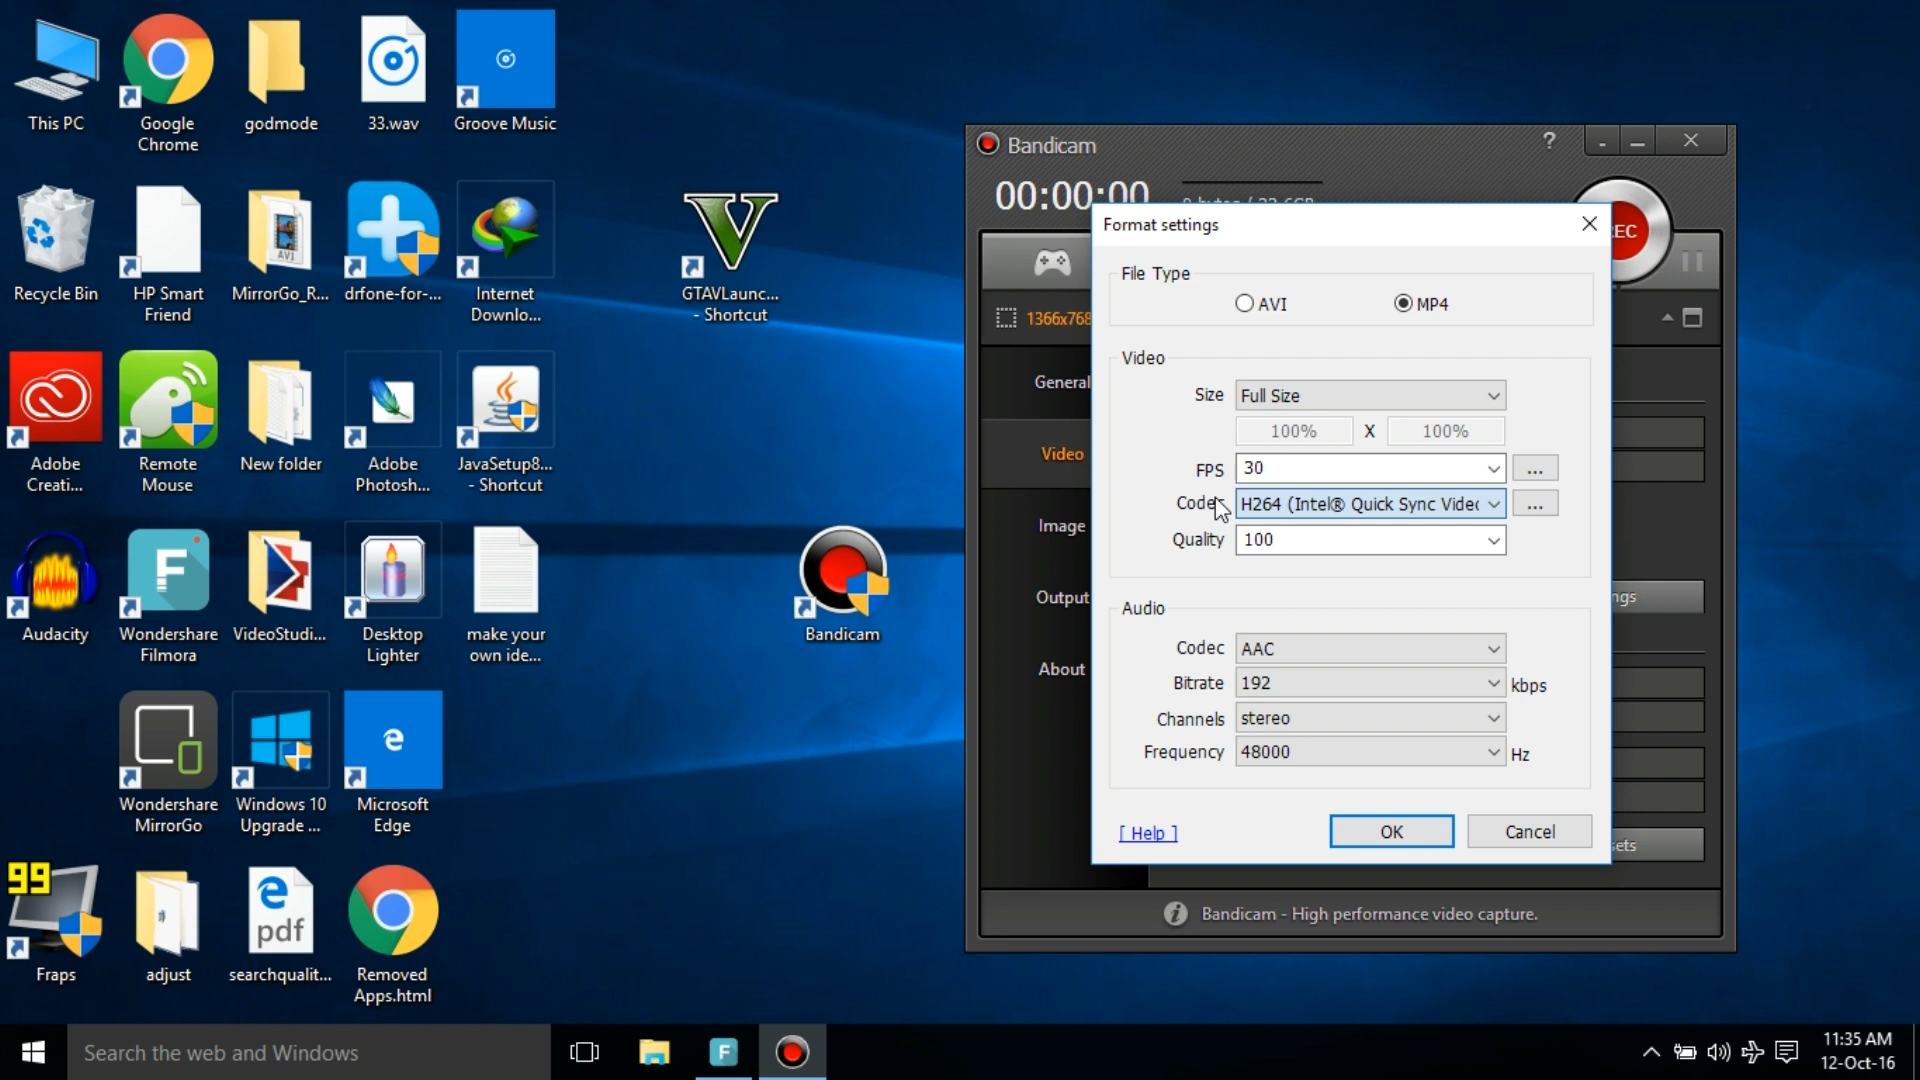 This PC
Google
Chrome
godmode
33.wav
Groove Music
Recycle Bin
HP Smart
Friend
AVI
MirrorGo_R...
drfone-for-...
Internet
Downlo...
GTAVLaunc...
- Shortcut
Adobe
Creati...
Remote
Mouse
New folder
Adobe
Photosh...
JavaSetup8...
- Shortcut
Audacity
Wondershare
Filmora
VideoStudi...
Desktop
Lighter
make your
own ide...
Bandicam
Wondershare
MirrorGo
Windows 10
Upgrade ...
Microsoft
Edge
99
Fraps
adjust
pdf
searchqualit...
Removed
Apps.html
Bandicam
?
00:00:00
REC
1366x768
General
Video
Image
Output
About
ngs
sets
Bandicam - High performance video capture.
Format settings
File Type
AVI
MP4
Video
Size
Full Size
100%
X
100%
FPS
30
...
Codec
H264 (Intel® Quick Sync Video
...
Quality
100
Audio
Codec
AAC
Bitrate
192
kbps
Channels
stereo
Frequency
48000
Hz
[ Help ]
OK
Cancel
Search the web and Windows
F
11:35 AM
12-Oct-16